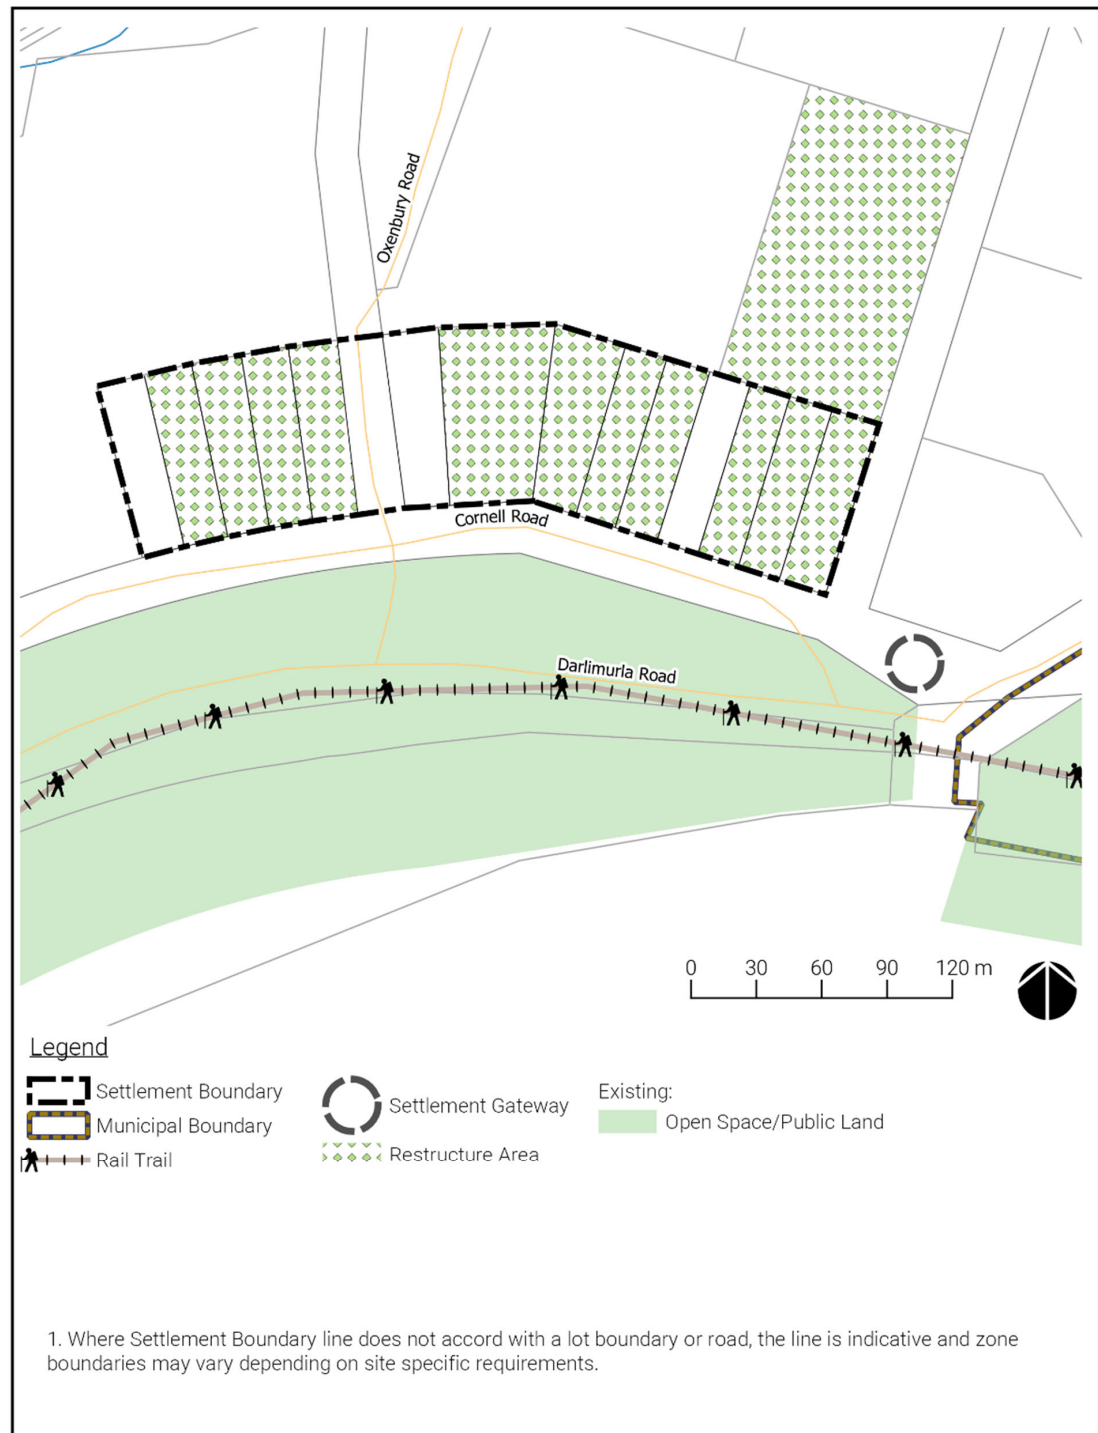 Oxenbury Road
Cornell Road
Darlimurla Road
0 30 60 90 120 m
Legend
Settlement Boundary
Municipal Boundary
Rail Trail
Settlement Gateway
Restructure Area
Existing:
Open Space/Public Land
1. Where Settlement Boundary line does not accord with a lot boundary or road, the line is indicative and zone
boundaries may vary depending on site specific requirements.